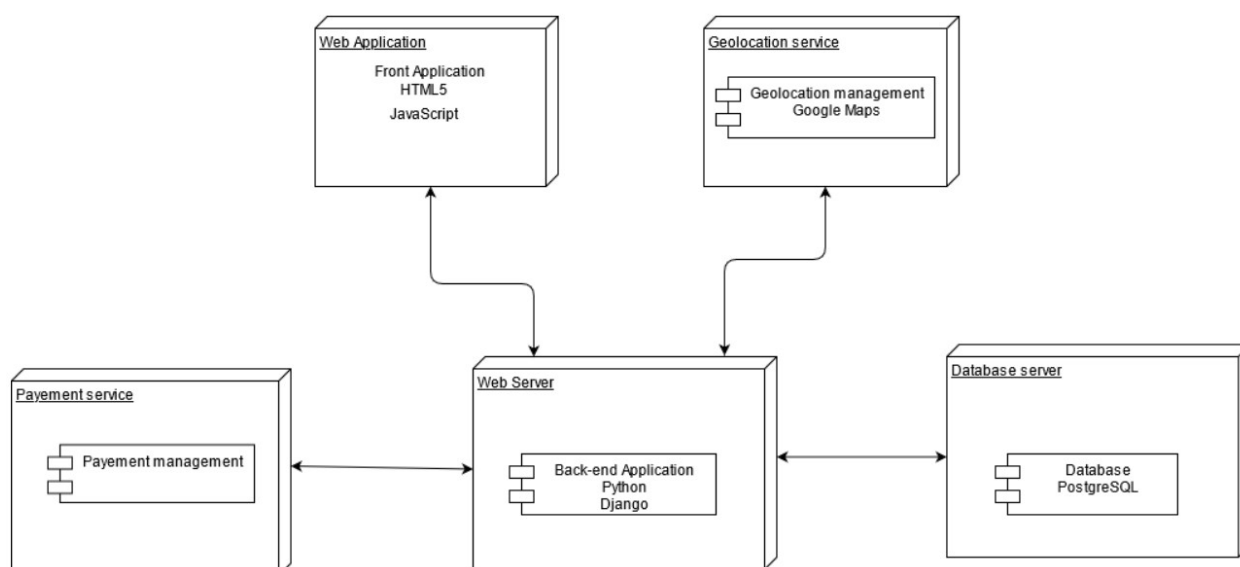 Web Application
Front Application
HTML5
JavaScript
Geolocation service
Geolocation management
Google Maps
Payement service
Payement management
Web Server
Back-end Application
Python
Django
Database server
Database
PostgreSQL